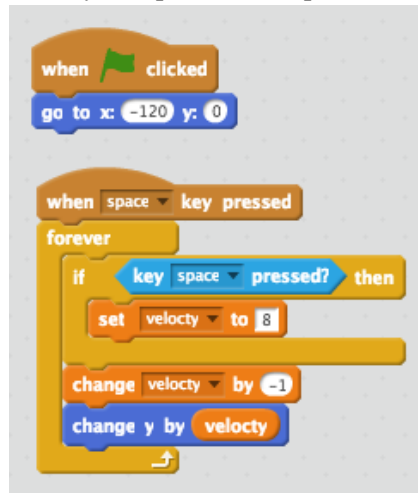 when clicked
go to x: -120 y: 0
when space key pressed
forever
if key space pressed? then
set velocty to 8
change velocty by -1
change y by velocty